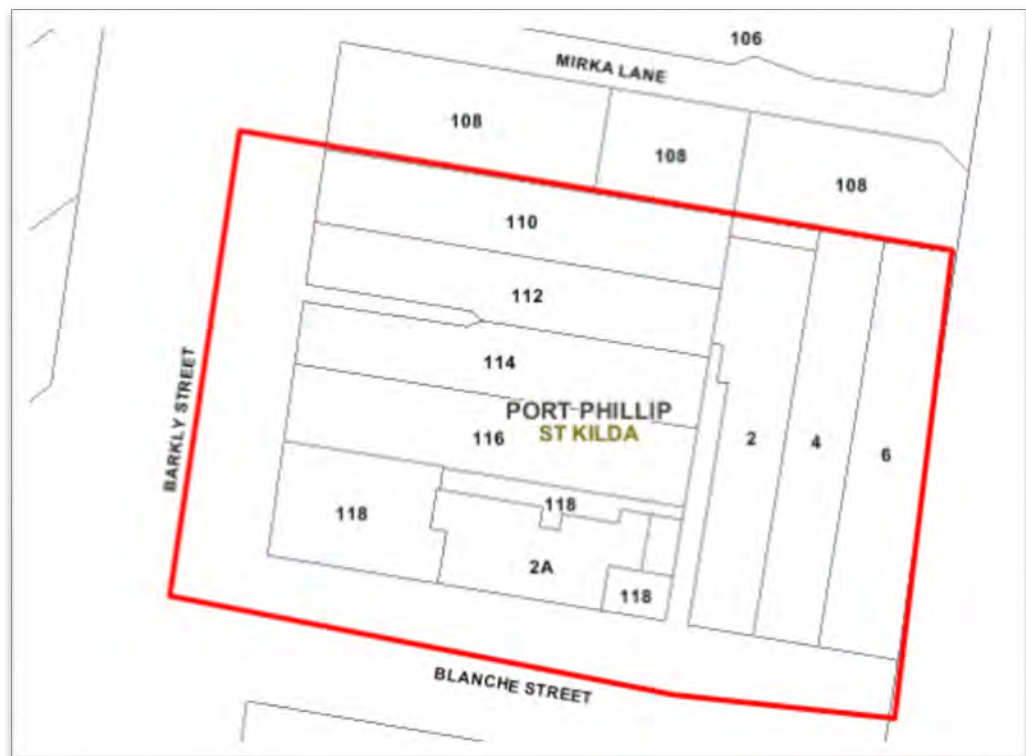 106
MIRKA LANE
108
108
108
110
112
114
PORT PHILLIP
ST KILDA
116
2
4
6
BARKLY STREET
118
118
2A
118
BLANCHE STREET